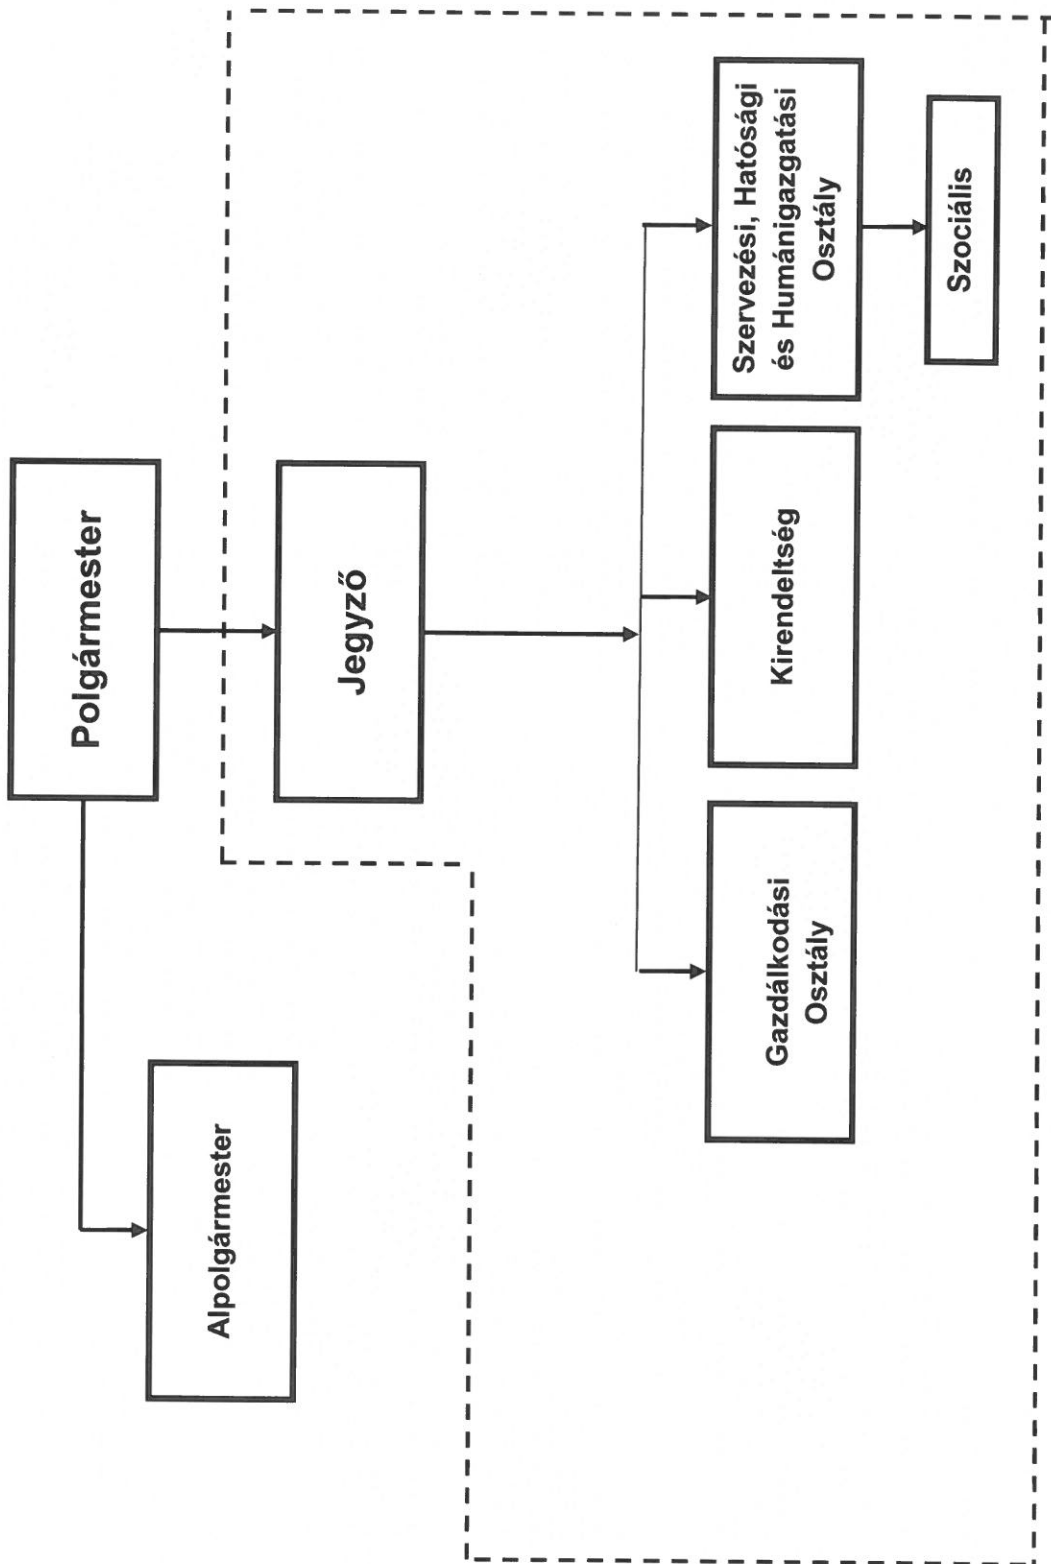 Polgármester
Alpolgármester
Jegyző
Gazdálkodási
Osztály
Kirendeltség
Szervezési, Hatósági
és Humánigazgatási
Osztály
Szociális